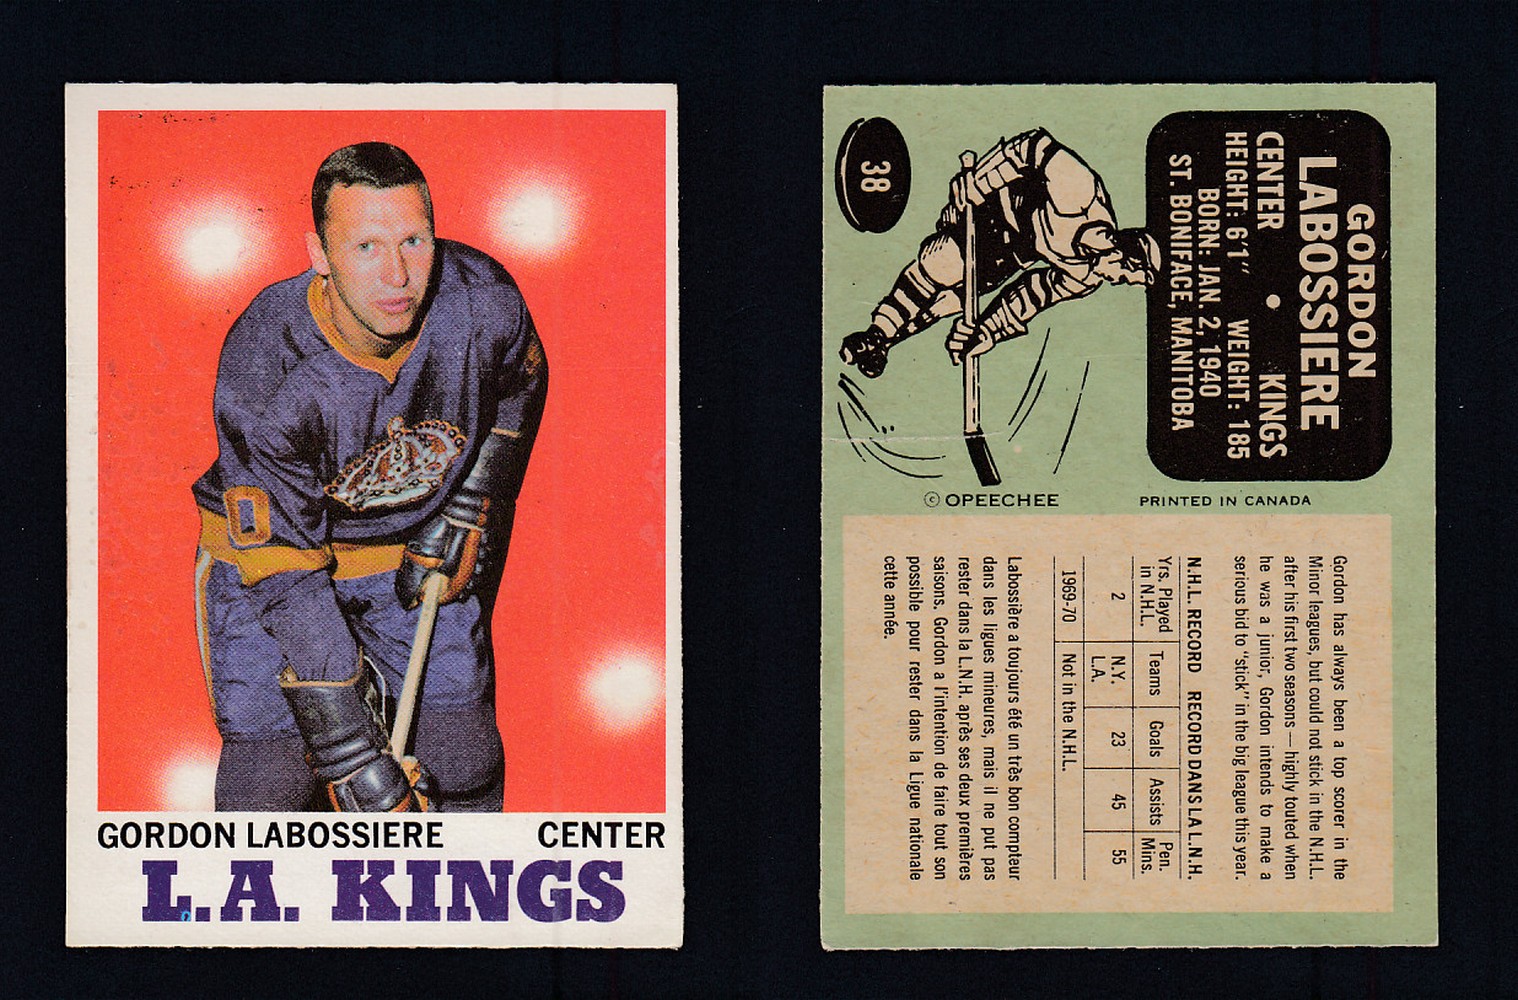 GORDON LABOSSIERE CENTER
L.A. KINGS
38
GORDON
LABOSSIERE
CENTER • KINGS
HEIGHT: 6'1" WEIGHT: 185
BORN: JAN. 2, 1940
ST. BONIFACE, MANITOBA
© OPEECHEE PRINTED IN CANADA
Gordon has always been a top scorer in the
Minor leagues, but could not stick in the N.H.L.
after his first two seasons — highly touted when
he was a junior, Gordon intends to make a
serious bid to "stick" in the big league this year.
N.H.L. RECORD RECORD DANS LA L.N.H.
Yrs. Played Teams Goals Assists Pen.
in N.H.L. Mins.
2 N.Y. 23 45 55
L.A.
1969-70 Not in the N.H.L.
Labossière a toujours été un très bon compteur
dans les ligues mineures, mais il ne put pas
rester dans la L.N.H. après ses deux premières
saisons. Gordon a l'intention de faire tout son
possible pour rester dans la Ligue nationale
cette année.